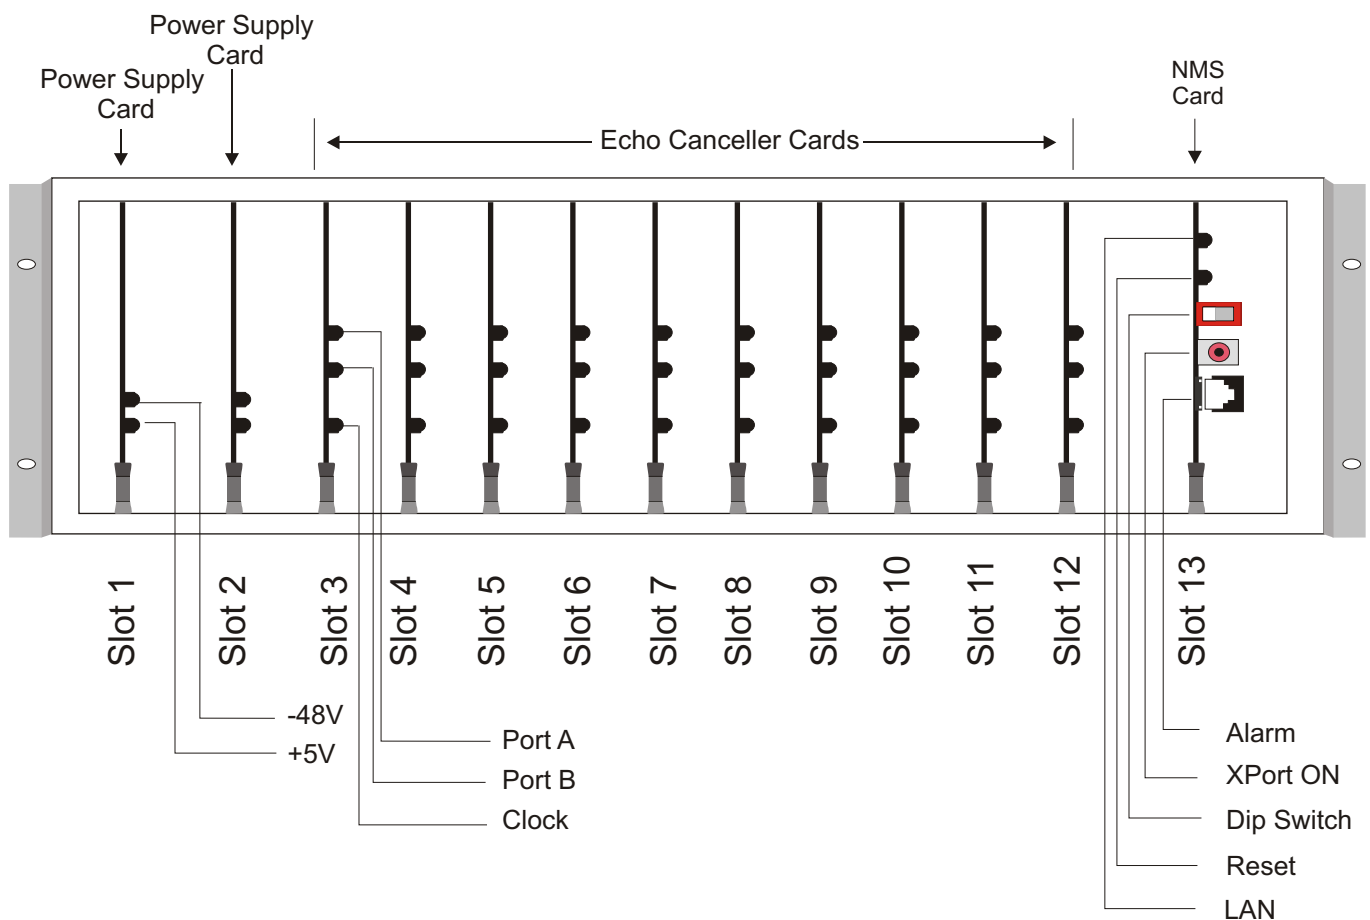 Power Supply
Card
Power Supply
Card
NMS
Card
Echo Canceller Cards
Slot 1
Slot 2
Slot 3
Slot 4
Slot 5
Slot 6
Slot 7
Slot 8
Slot 9
Slot 10
Slot 11
Slot 12
Slot 13
-48V
+5V
Port A
Port B
Clock
Alarm
XPort ON
Dip Switch
Reset
LAN